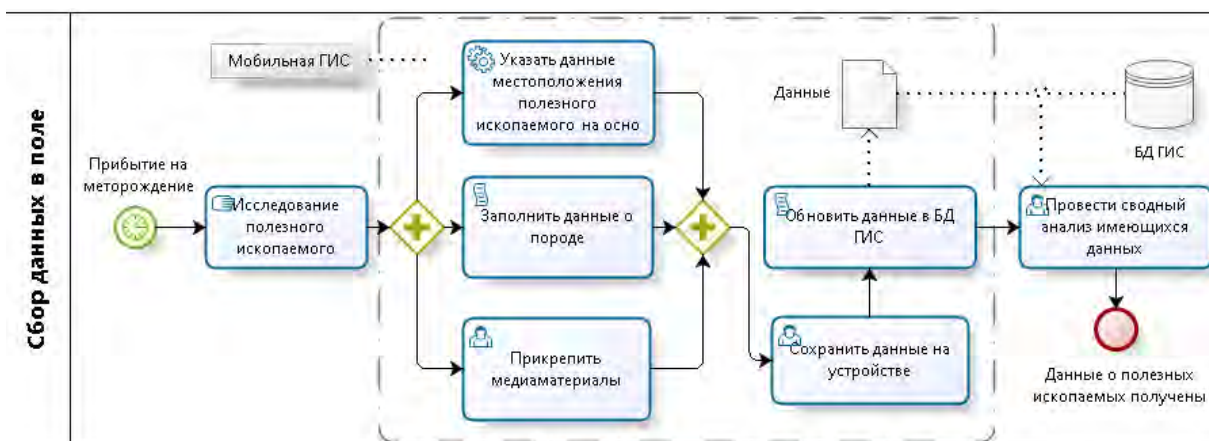 Сбор данных в поле
Прибытие на
меторождение
Исследование
полезного
ископаемого
Мобильная ГИС
Указать данные
местоположения
полезного
ископаемого на осно
Заполнить данные о
породе
Прикрепить
медиаматериалы
Данные
Обновить данные в БД
ГИС
Сохранить данные на
устройстве
БД ГИС
Провести сводный
анализ имеющихся
данных
Данные о полезных
ископаемых получены